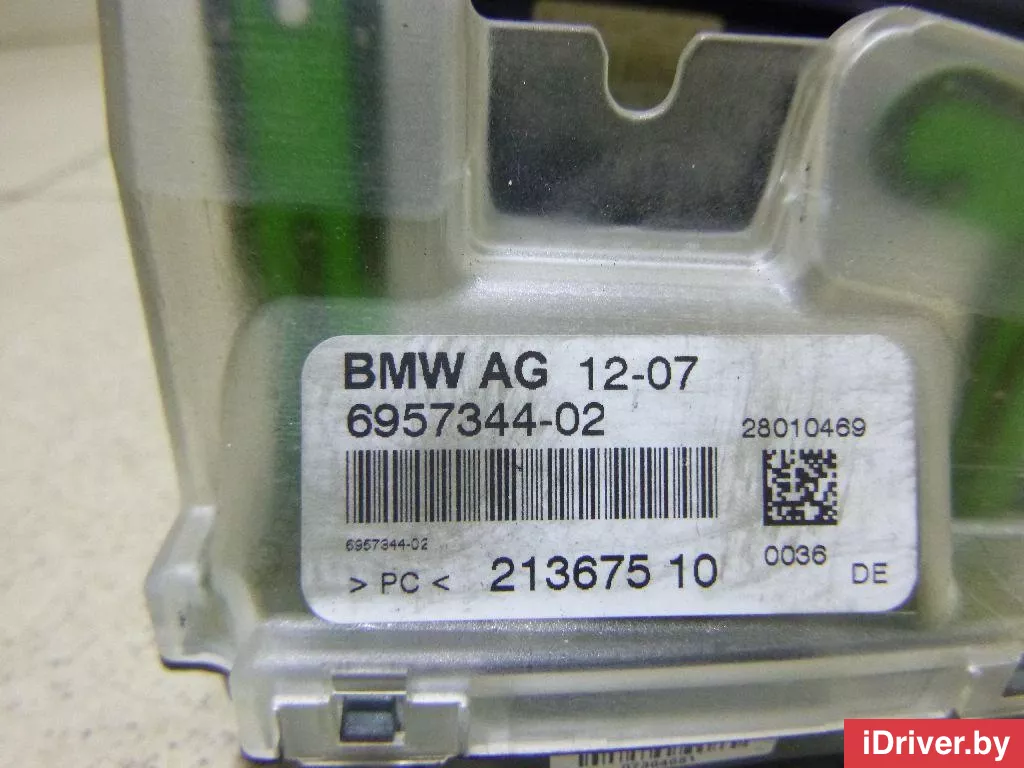 BMW AG 12-07
6957344-02
28010469
6957344-02
0036
> PC < 213675 10
DE
iDriver.by